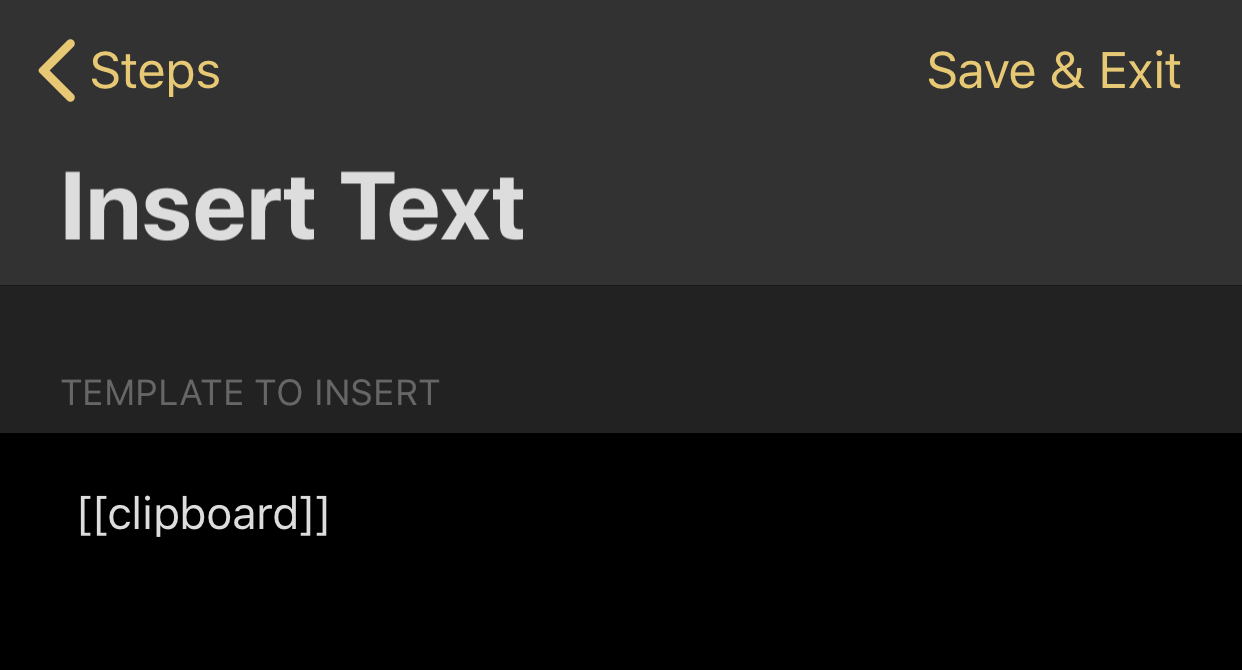 Steps
Save & Exit
Insert Text
TEMPLATE TO INSERT
[[clipboard]]